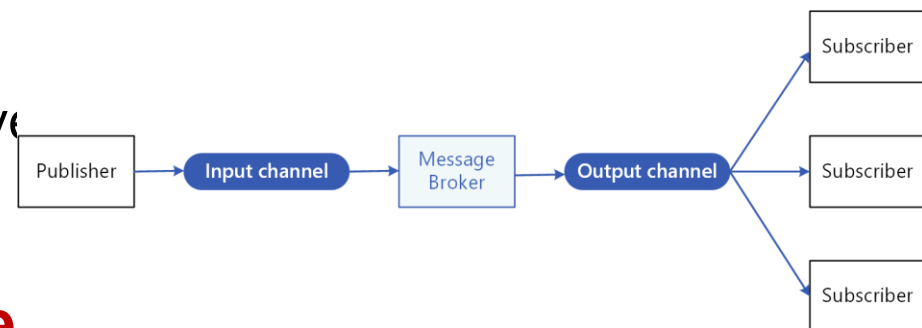 Subscriber
Publisher
Input channel
Message
Broker
Output channel
Subscriber
Subscriber